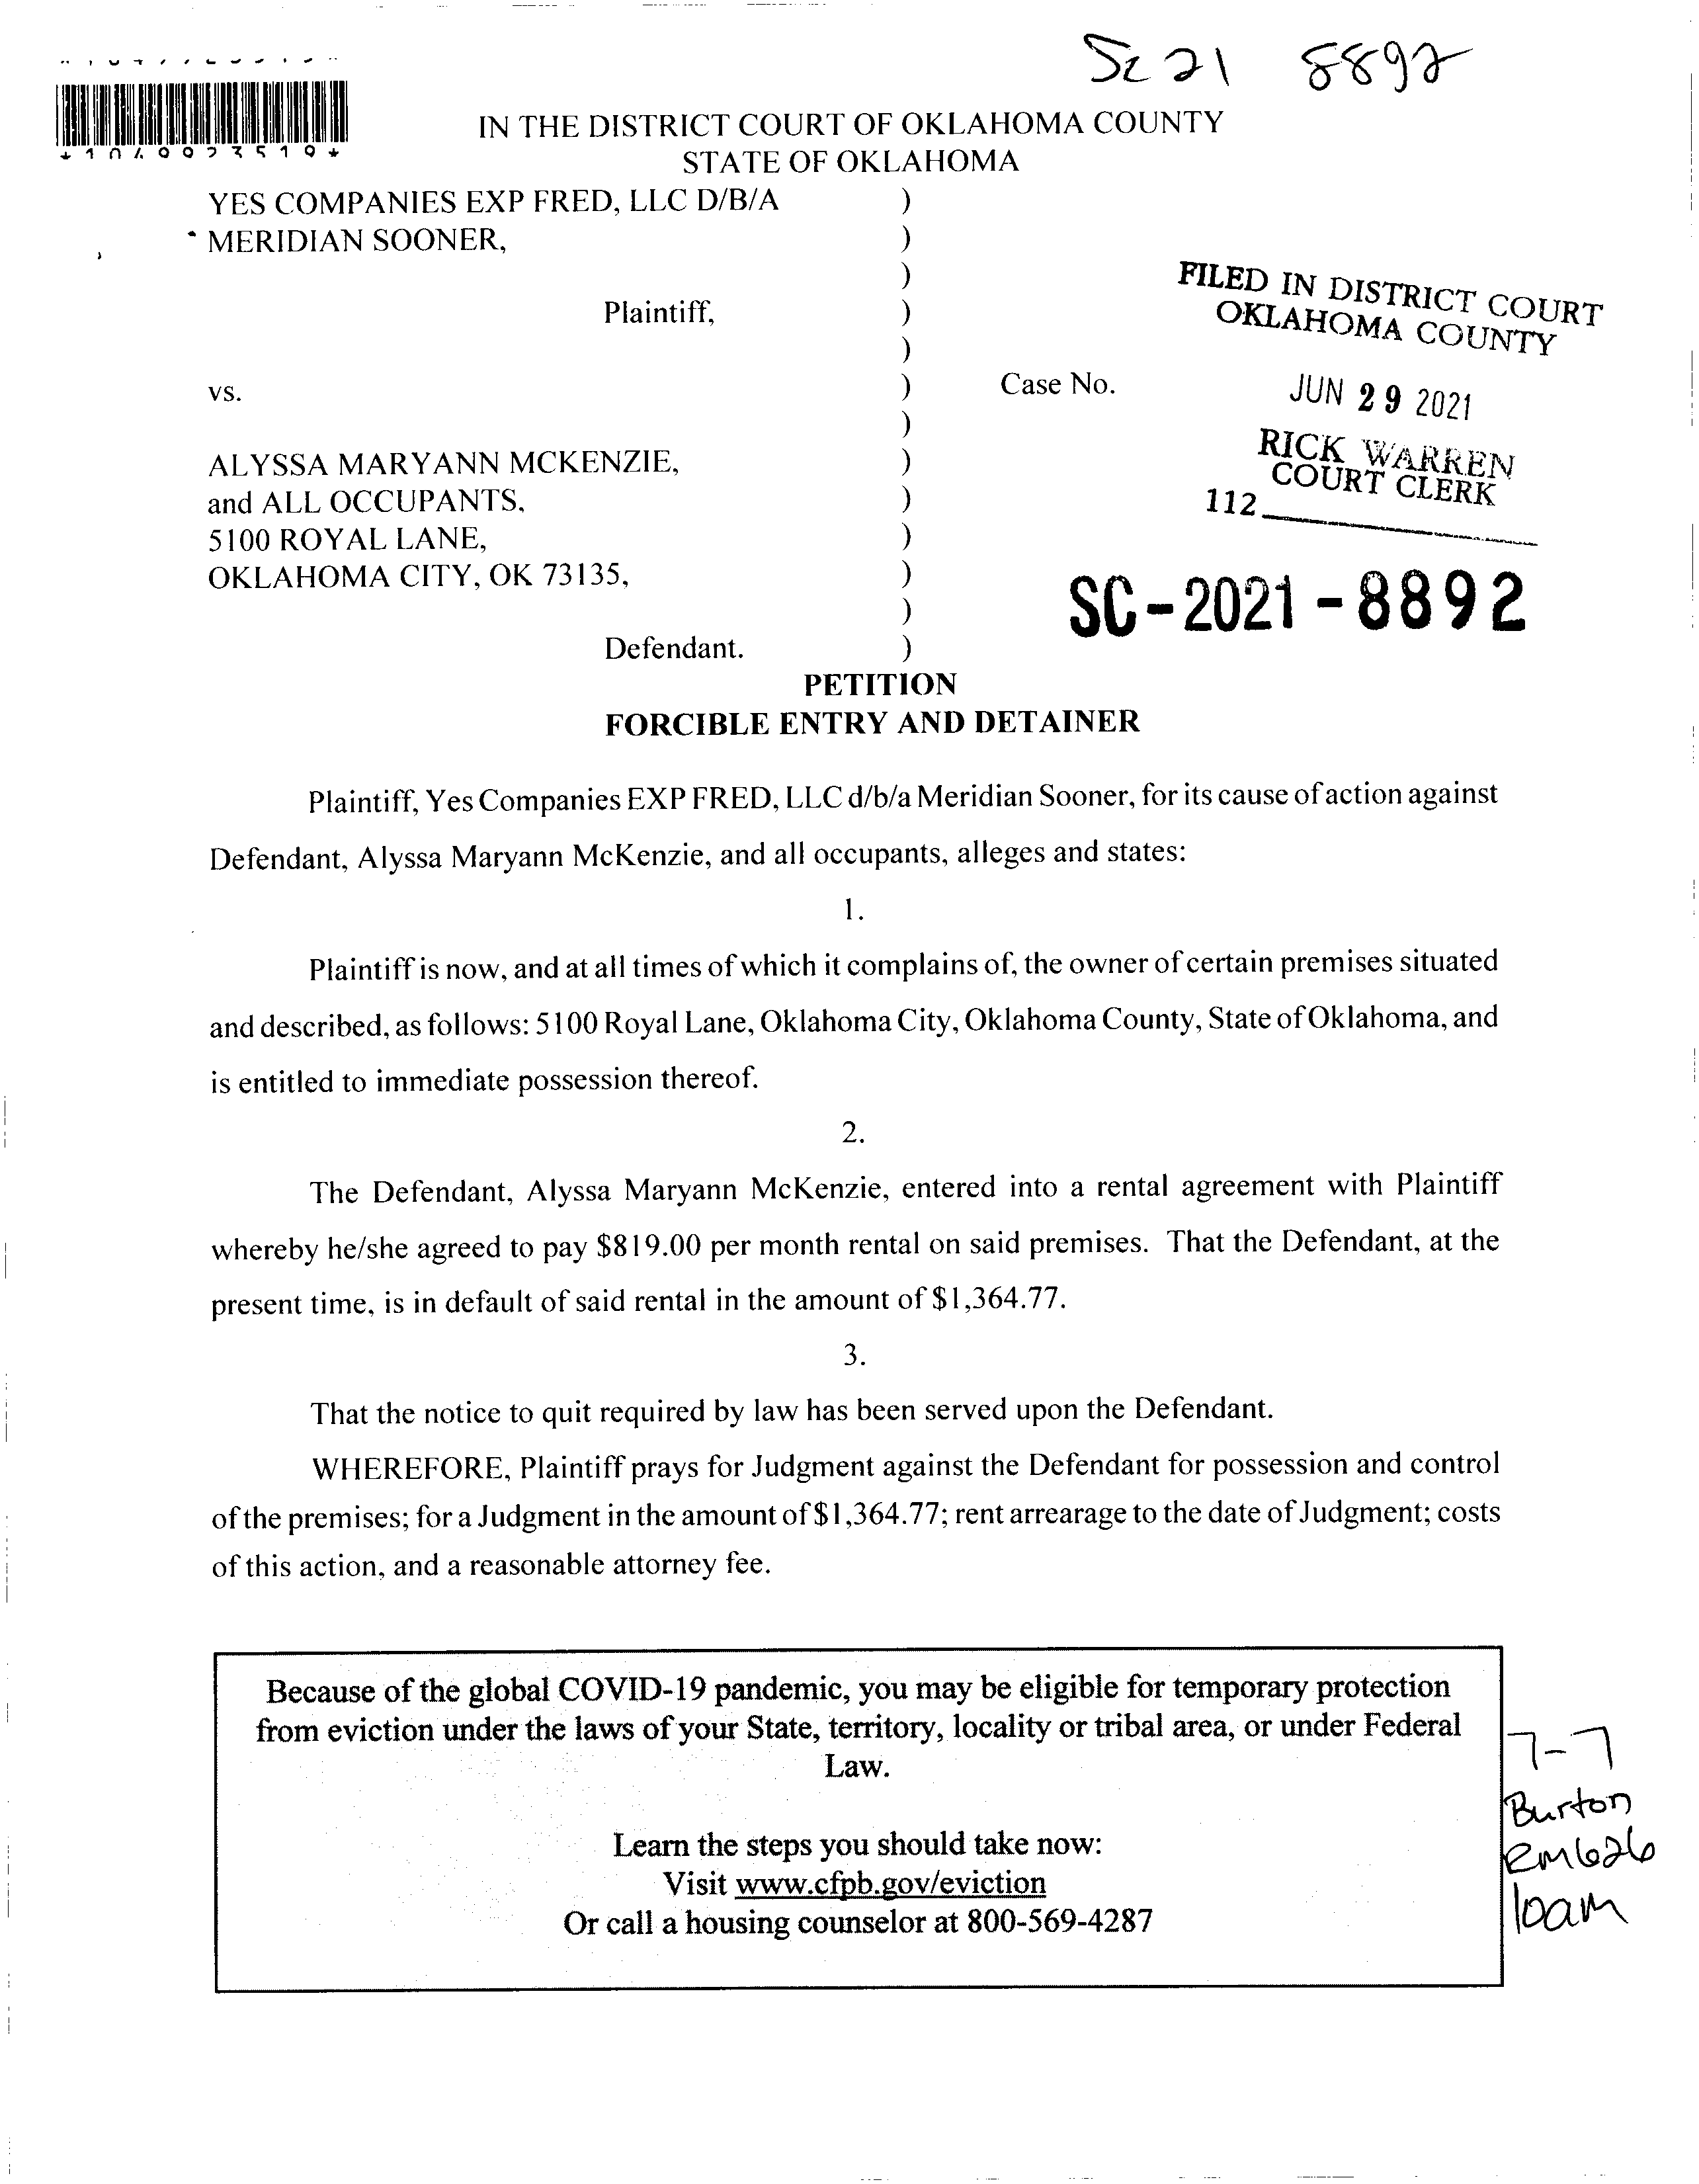 Sc 21 8892
IN THE DISTRICT COURT OF OKLAHOMA COUNTY
STATE OF OKLAHOMA
YES COMPANIES EXP FRED, LLC D/B/A )
MERIDIAN SOONER, )
)
Plaintiff, )
)
vs. ) Case No.
)
ALYSSA MARYANN MCKENZIE, )
and ALL OCCUPANTS, )
5100 ROYAL LANE, )
OKLAHOMA CITY, OK 73135, )
)
Defendant. )
FILED IN DISTRICT COURT
OKLAHOMA COUNTY
JUN 29 2021
RICK WARREN
COURT CLERK
112
SC-2021-8892
PETITION
FORCIBLE ENTRY AND DETAINER
Plaintiff, Yes Companies EXP FRED, LLC d/b/a Meridian Sooner, for its cause of action against
Defendant, Alyssa Maryann McKenzie, and all occupants, alleges and states:
1.
Plaintiff is now, and at all times of which it complains of, the owner of certain premises situated
and described, as follows: 5100 Royal Lane, Oklahoma City, Oklahoma County, State of Oklahoma, and
is entitled to immediate possession thereof.
2.
The Defendant, Alyssa Maryann McKenzie, entered into a rental agreement with Plaintiff
whereby he/she agreed to pay $819.00 per month rental on said premises. That the Defendant, at the
present time, is in default of said rental in the amount of $1,364.77.
3.
That the notice to quit required by law has been served upon the Defendant.
WHEREFORE, Plaintiff prays for Judgment against the Defendant for possession and control
of the premises; for a Judgment in the amount of $1,364.77; rent arrearage to the date of Judgment; costs
of this action, and a reasonable attorney fee.
Because of the global COVID-19 pandemic, you may be eligible for temporary protection
from eviction under the laws of your State, territory, locality or tribal area, or under Federal
Law.
Learn the steps you should take now:
Visit www.cfpb.gov/eviction
Or call a housing counselor at 800-569-4287
7-7
Burton
Rm626
10am